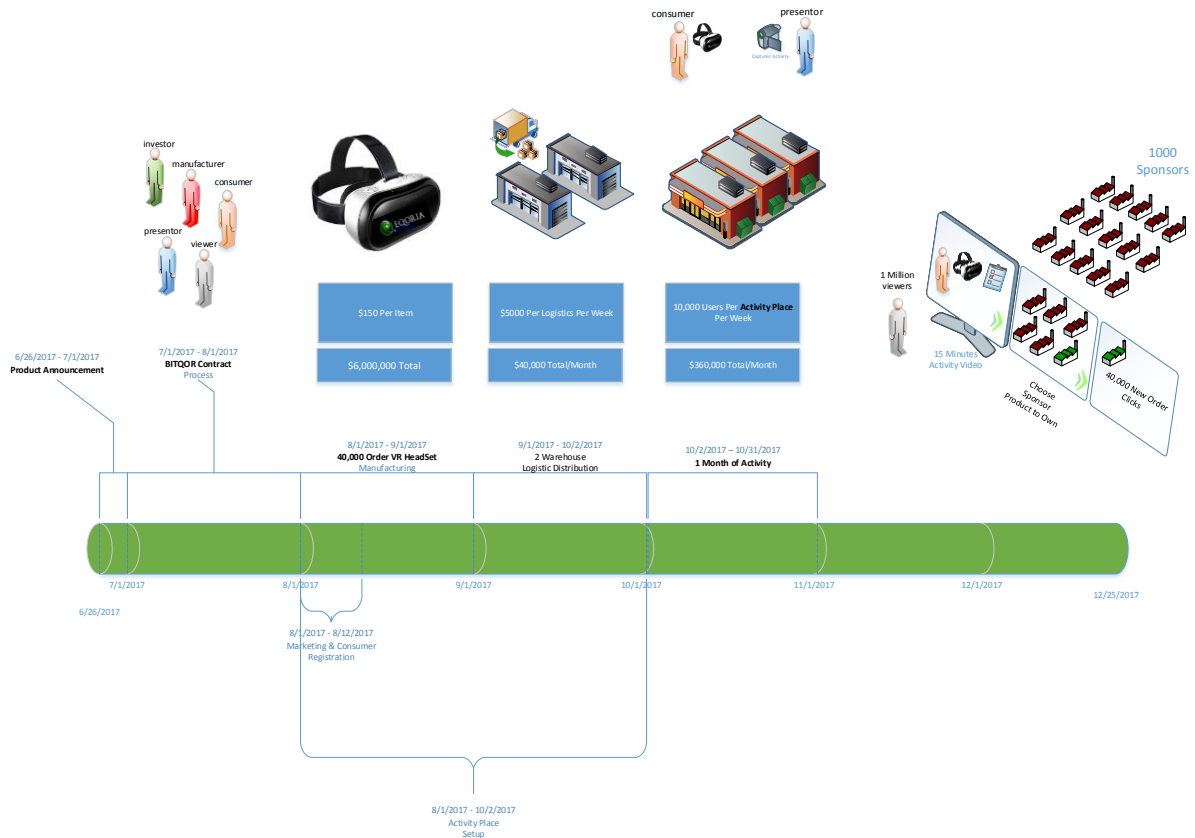 consumer
presentor
Captures Activity
investor
manufacturer
consumer
presentor
viewer
EQORIA
1000
Sponsors
1 Million
viewers
15 Minutes
Activity Video
Choose
Sponsor
Product to Own
40,000 New Order
Clicks
$150 Per Item
$6,000,000 Total
$5000 Per Logistics Per Week
$40,000 Total/Month
10,000 Users Per Activity Place
Per Week
$360,000 Total/Month
6/26/2017 - 7/1/2017
Product Announcement
7/1/2017 - 8/1/2017
BITQOR Contract
Process
8/1/2017 - 9/1/2017
40,000 Order VR HeadSet
Manufacturing
9/1/2017 - 10/2/2017
2 Warehouse
Logistic Distribution
10/2/2017 – 10/31/2017
1 Month of Activity
6/26/2017
7/1/2017
8/1/2017
9/1/2017
10/1/2017
11/1/2017
12/1/2017
12/25/2017
8/1/2017 - 8/12/2017
Marketing & Consumer
Registration
8/1/2017 - 10/2/2017
Activity Place
Setup